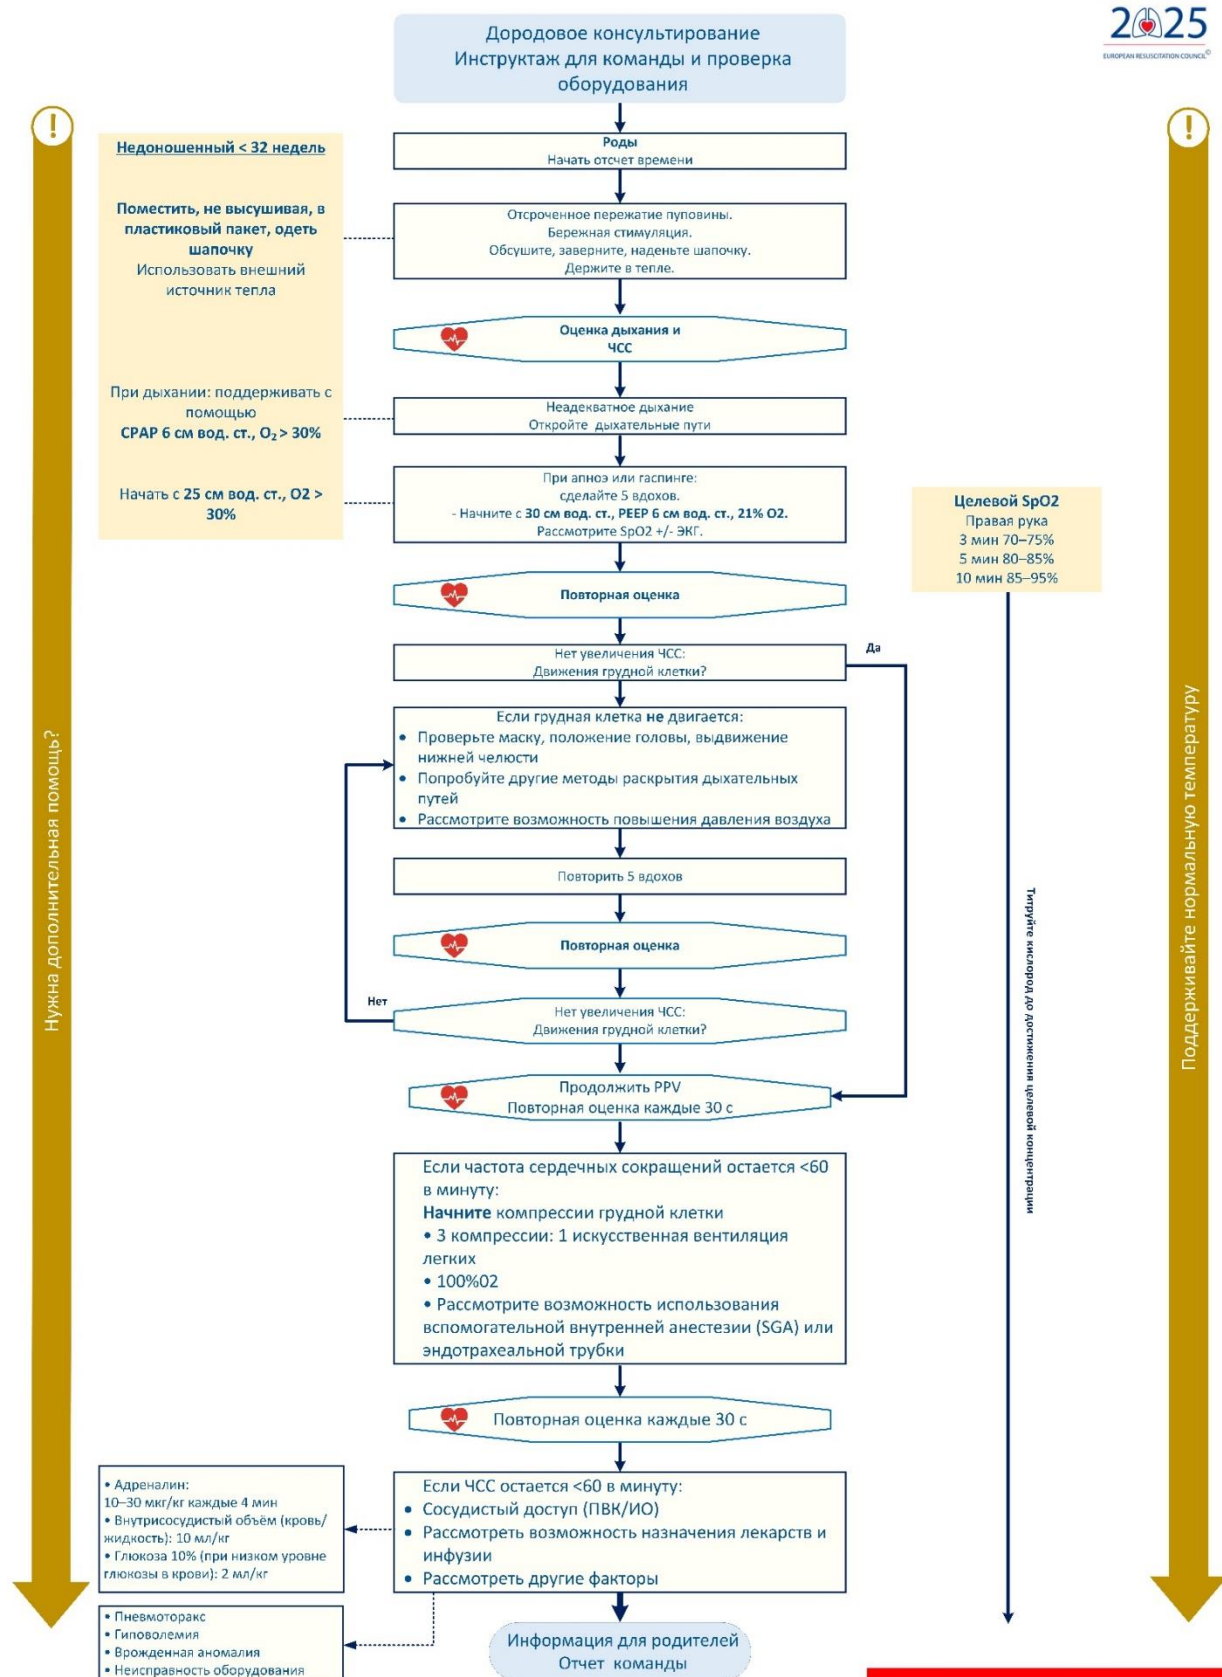 2025
EUROPEAN RESUSCITATION COUNCIL©
Дородовое консультирование
Инструктаж для команды и проверка
оборудования
Роды
Начать отсчет времени
Недоношенный < 32 недель
Поместить, не высушивая, в
пластиковый пакет, одеть
шапочку
Использовать внешний
источник тепла
Отсроченное пережатие пуповины.
Бережная стимуляция.
Обсушите, заверните, наденьте шапочку.
Держите в тепле.
Оценка дыхания и
ЧСС
При дыхании: поддерживать с
помощью
CPAP 6 см вод. ст., O₂ > 30%
Неадекватное дыхание
Откройте дыхательные пути
Начать с 25 см вод. ст., O2 >
30%
При апноэ или гаспинге:
сделайте 5 вдохов.
- Начните с 30 см вод. ст., PEEP 6 см вод. ст., 21% O2.
Рассмотрите SpO2 +/- ЭКГ.
Целевой SpO2
Правая рука
3 мин 70–75%
5 мин 80–85%
10 мин 85–95%
Повторная оценка
Нет увеличения ЧСС:
Движения грудной клетки?
Да
Если грудная клетка не двигается:
• Проверьте маску, положение головы, выдвижение
нижней челюсти
• Попробуйте другие методы раскрытия дыхательных
путей
• Рассмотрите возможность повышения давления воздуха
Повторить 5 вдохов
Повторная оценка
Нет
Нет увеличения ЧСС:
Движения грудной клетки?
Продолжить PPV
Повторная оценка каждые 30 с
Если частота сердечных сокращений остается <60
в минуту:
Начните компрессии грудной клетки
• 3 компрессии: 1 искусственная вентиляция
легких
• 100%02
• Рассмотрите возможность использования
вспомогательной внутренней анестезии (SGA) или
эндотрахеальной трубки
Повторная оценка каждые 30 с
Если ЧСС остается <60 в минуту:
• Сосудистый доступ (ПВК/ИО)
• Рассмотреть возможность назначения лекарств и
инфузии
• Рассмотреть другие факторы
• Адреналин:
10–30 мкг/кг каждые 4 мин
• Внутрисосудистый объём (кровь/
жидкость): 10 мл/кг
• Глюкоза 10% (при низком уровне
глюкозы в крови): 2 мл/кг
• Пневмоторакс
• Гиповолемия
• Врожденная аномалия
• Неисправность оборудования
Информация для родителей
Отчет команды
!
Нужна дополнительная помощь?
Титруйте кислород до достижения целевой концентрации
!
Поддерживайте нормальную температуру